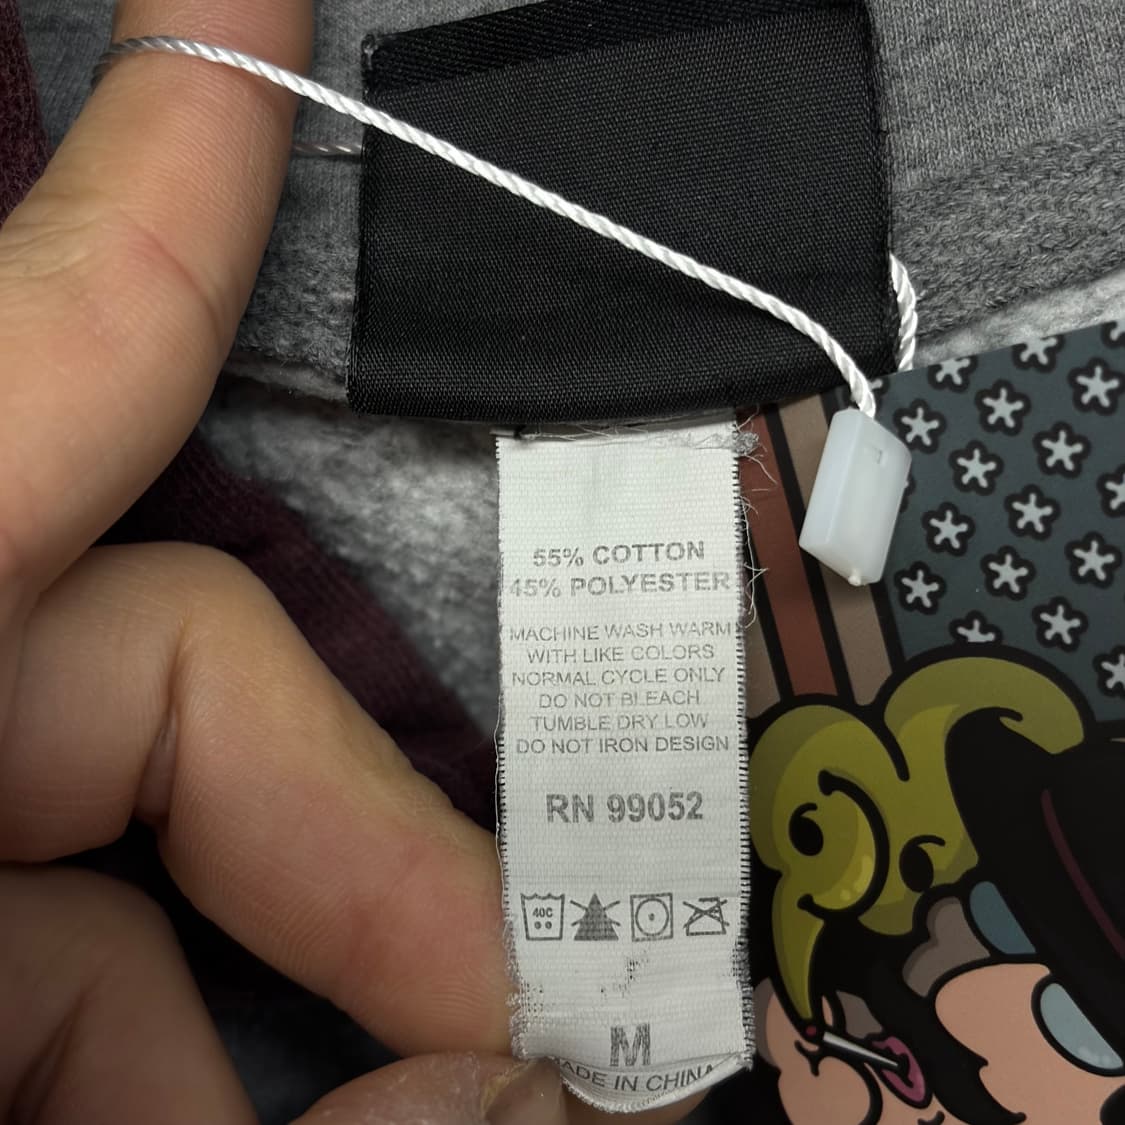 55% COTTON
45% POLYESTER
MACHINE WASH WARM
WITH LIKE COLORS
NORMAL CYCLE ONLY
DO NOT BLEACH
TUMBLE DRY LOW
DO NOT IRON DESIGN
RN 99052
40C
M
MADE IN CHINA